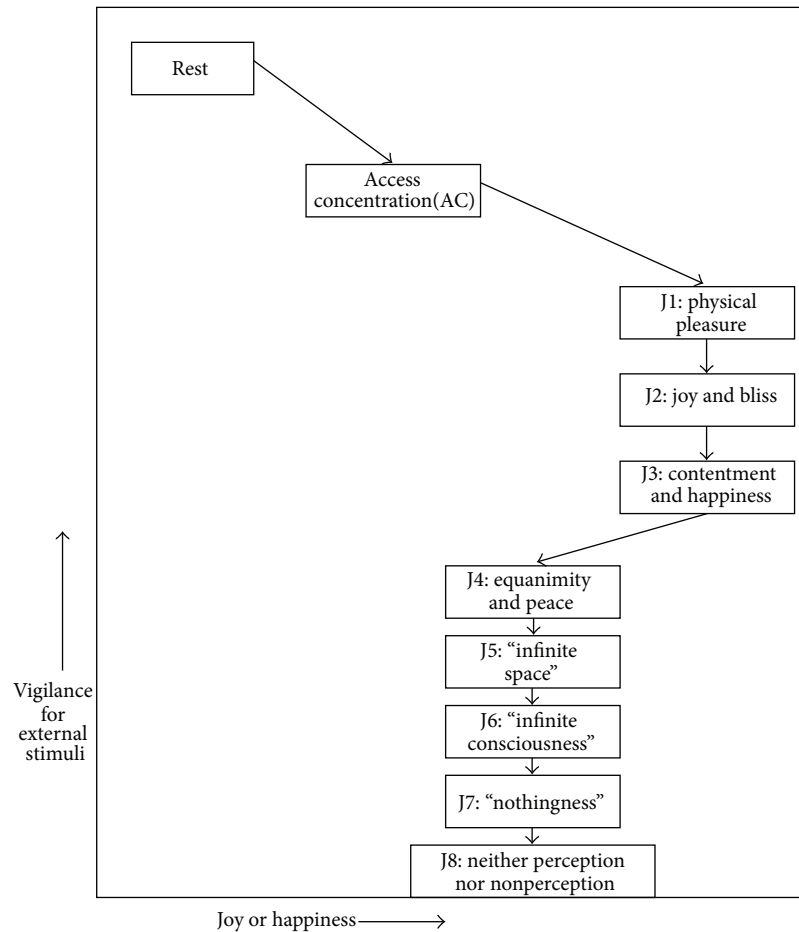 Rest
Access
concentration(AC)
J1: physical
pleasure
J2: joy and bliss
J3: contentment
and happiness
J4: equanimity
and peace
J5: “infinite
space”
J6: “infinite
consciousness”
J7: “nothingness”
J8: neither perception
nor nonperception
Vigilance
for
external
stimuli
Joy or happiness